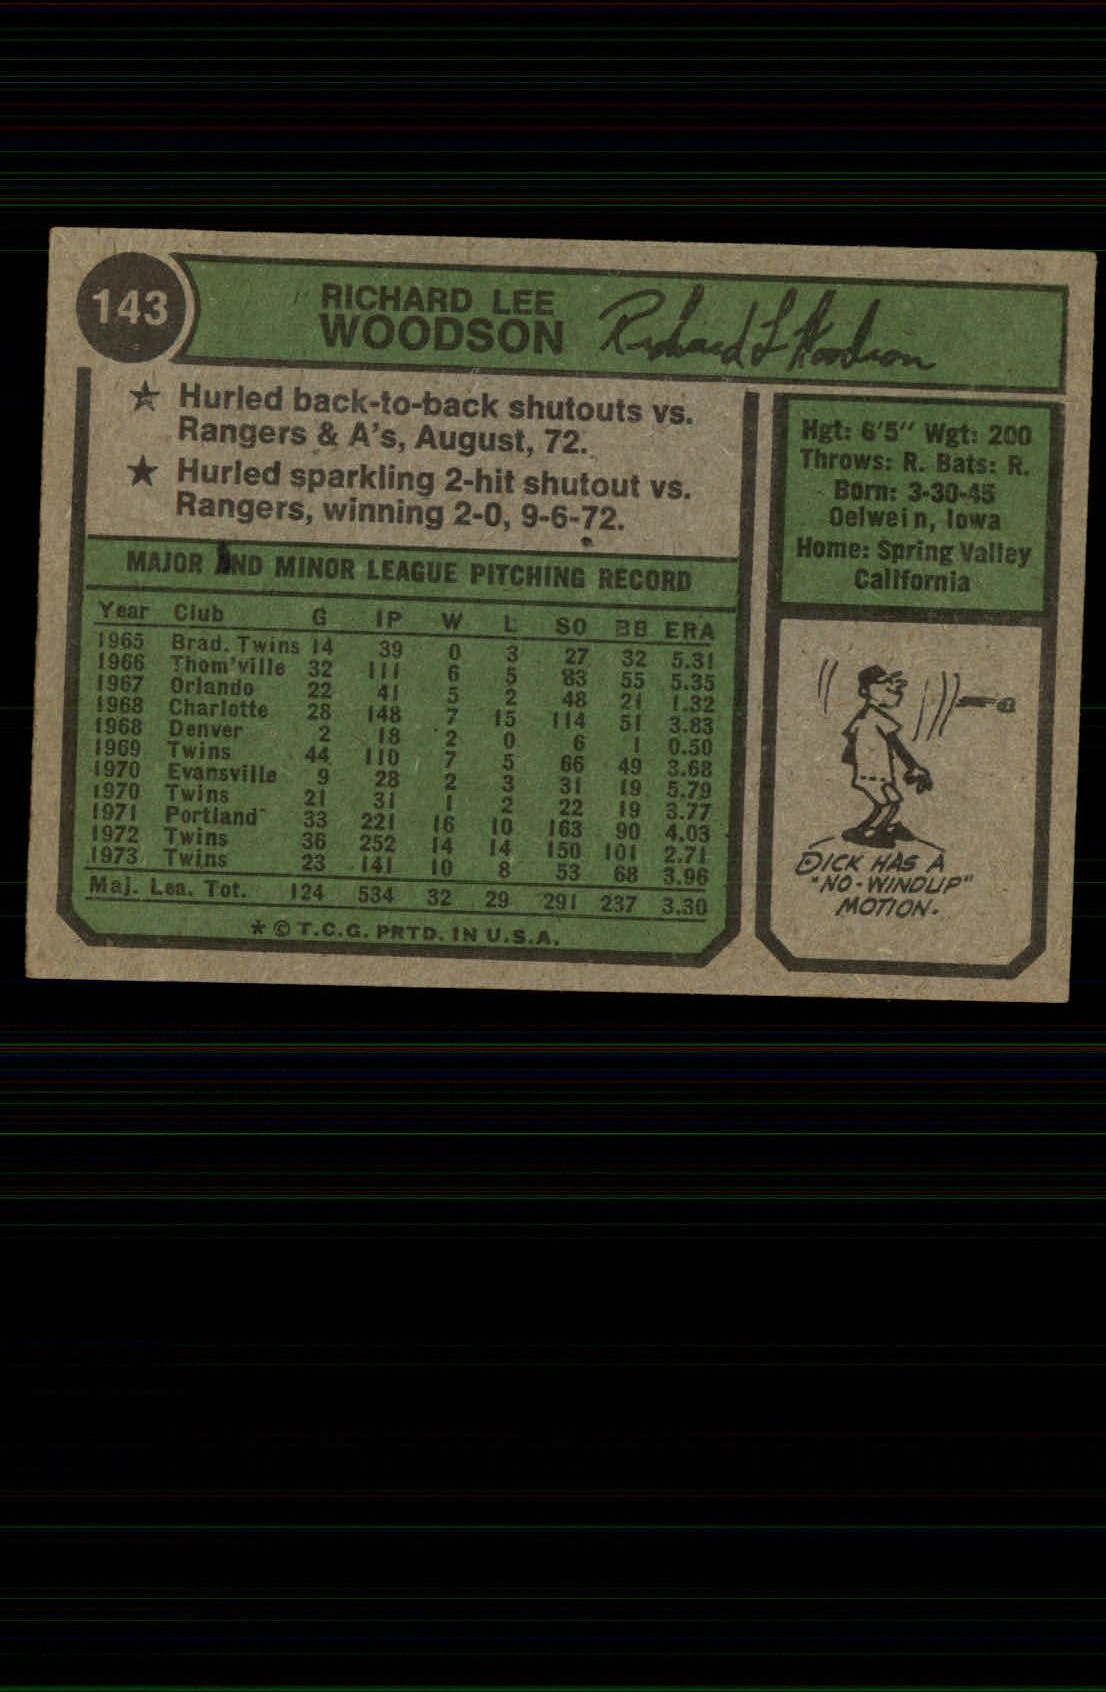 143
RICHARD LEE
WOODSON
Richard L Woodson
★ Hurled back-to-back shutouts vs.
Rangers & A's, August, 72.
★ Hurled sparkling 2-hit shutout vs.
Rangers, winning 2-0, 9-6-72.
MAJOR AND MINOR LEAGUE PITCHING RECORD
Year Club G IP W L SO BB ERA
1965 Brad. Twins 14 39 0 3 27 32 5.31
1966 Thom'ville 32 111 6 5 83 55 5.35
1967 Orlando 22 41 5 2 48 21 1.32
1968 Charlotte 28 148 7 15 114 51 3.83
1968 Denver 2 18 2 0 6 1 0.50
1969 Twins 44 110 7 5 66 49 3.68
1970 Evansville 9 28 2 3 31 19 5.79
1970 Twins 21 31 1 2 22 19 3.77
1971 Portland 33 221 16 10 163 90 4.03
1972 Twins 36 252 14 14 150 101 2.71
1973 Twins 23 141 10 8 53 68 3.96
Maj. Lea. Tot. 124 534 32 29 291 237 3.30
* © T.C.G. PRTD. IN U.S.A.
Hgt: 6'5" Wgt: 200
Throws: R. Bats: R.
Born: 3-30-45
Oelwein, Iowa
Home: Spring Valley
California
DICK HAS A
"NO-WINDUP"
MOTION.